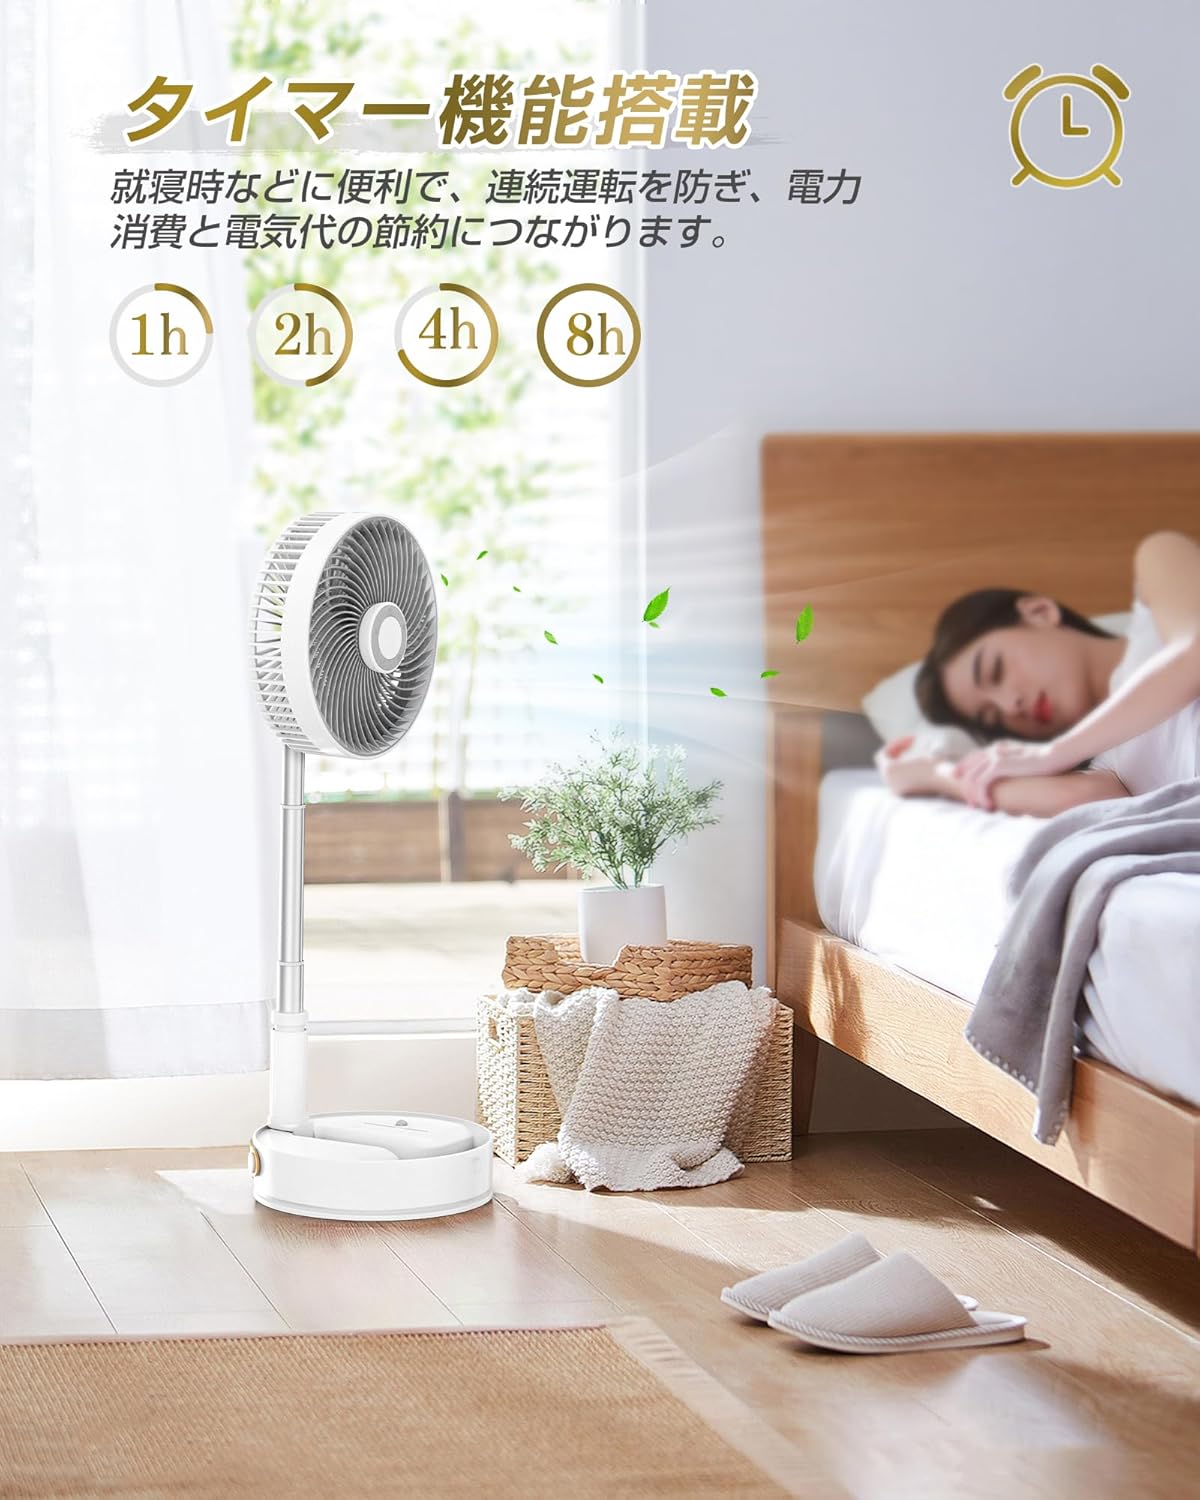 タイマー機能搭載
就寝時などに便利で、連続運転を防ぎ、電力
消費と電気代の節約につながります。
1h 2h 4h 8h